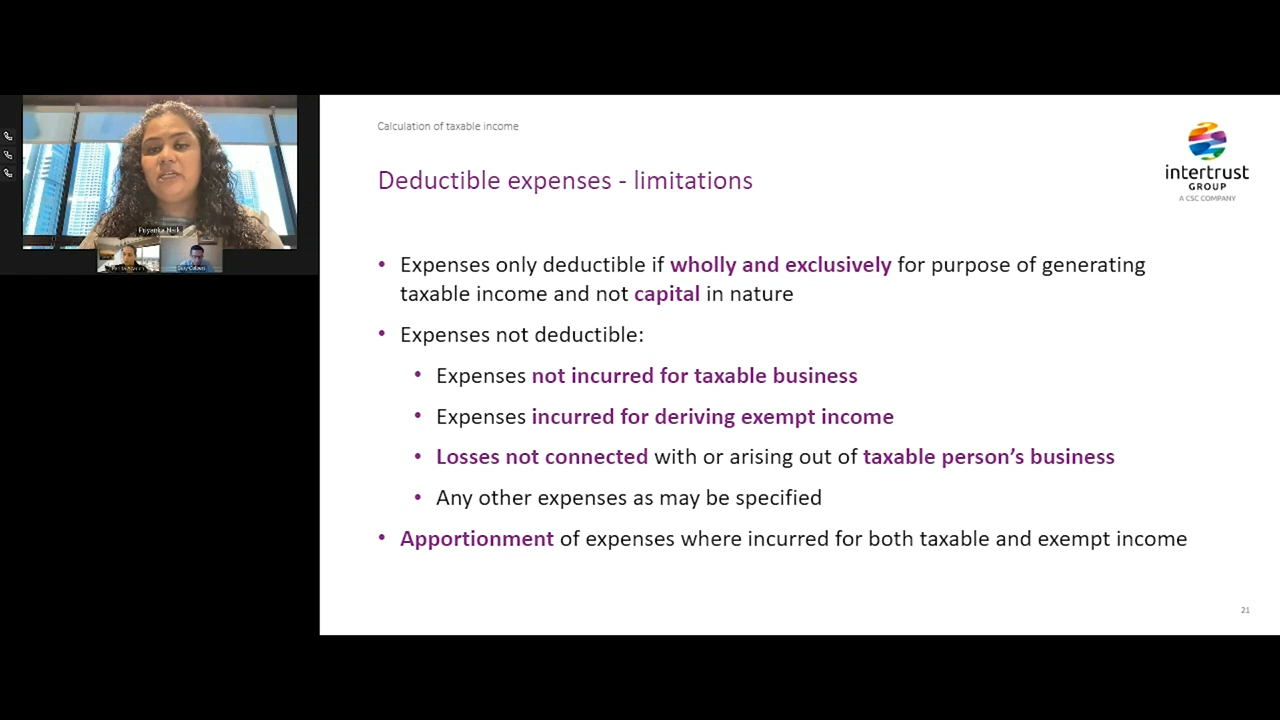 Calculation of taxable income
Deductible expenses - limitations
intertrust
GROUP
A CSC COMPANY
Priyanka Naik
• Expenses only deductible if wholly and exclusively for purpose of generating
taxable income and not capital in nature
• Expenses not deductible:
• Expenses not incurred for taxable business
• Expenses incurred for deriving exempt income
• Losses not connected with or arising out of taxable person’s business
• Any other expenses as may be specified
• Apportionment of expenses where incurred for both taxable and exempt income
21